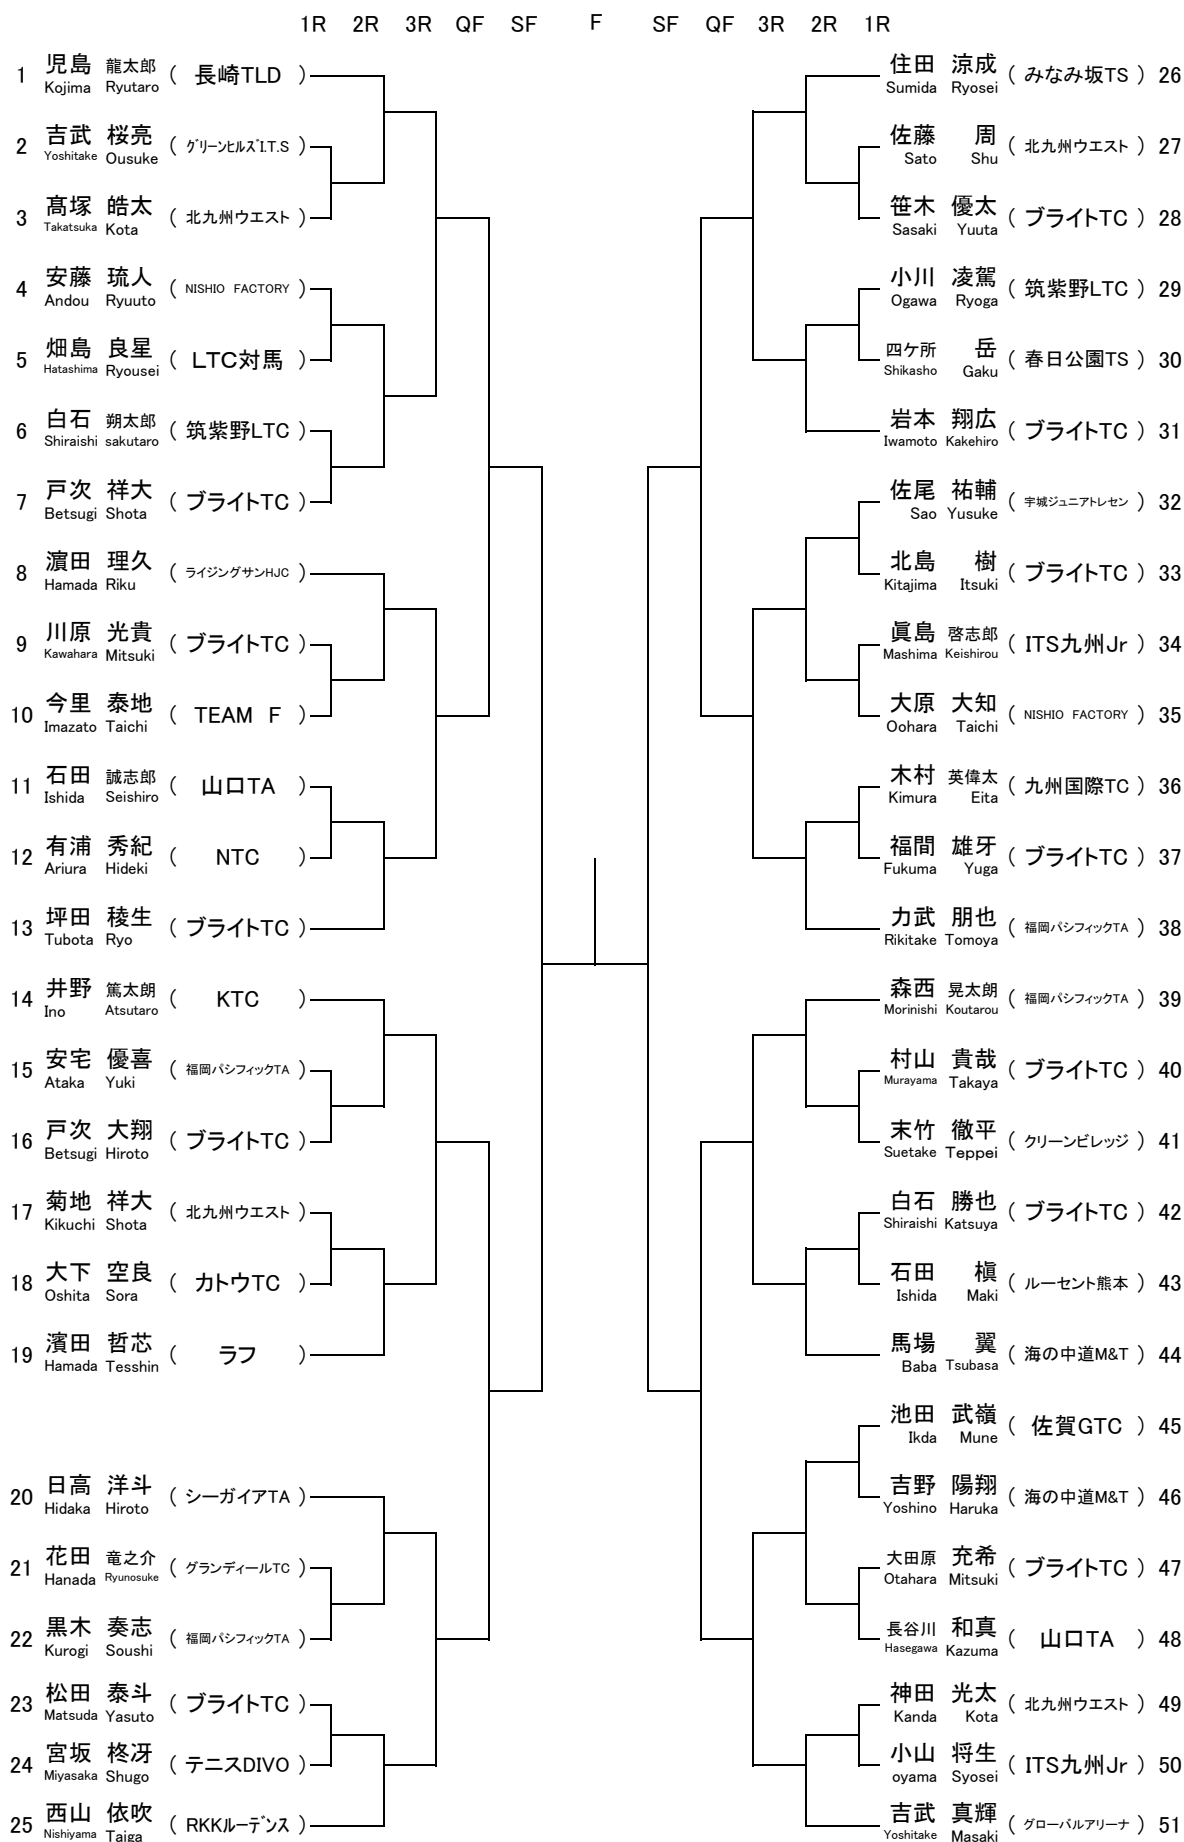 1R 2R 3R QF SF F SF QF 3R 2R 1R
1 児島 龍太郎 ( 長崎TLD )
Kojima Ryutaro
2 吉武 桜亮 ( グリーンヒルズI.T.S )
Yoshitake Ousuke
3 髙塚 皓太 ( 北九州ウエスト )
Takatsuka Kota
4 安藤 琉人 ( NISHIO FACTORY )
Andou Ryuuto
5 畑島 良星 ( LTC対馬 )
Hatashima Ryousei
6 白石 朔太郎 ( 筑紫野LTC )
Shiraishi sakutaro
7 戸次 祥大 ( ブライトTC )
Betsugi Shota
8 濵田 理久 ( ライジングサンHJC )
Hamada Riku
9 川原 光貴 ( ブライトTC )
Kawahara Mitsuki
10 今里 泰地 ( TEAM F )
Imazato Taichi
11 石田 誠志郎 ( 山口TA )
Ishida Seishiro
12 有浦 秀紀 ( NTC )
Ariura Hideki
13 坪田 稜生 ( ブライトTC )
Tubota Ryo
14 井野 篤太朗 ( KTC )
Ino Atsutaro
15 安宅 優喜 ( 福岡パシフィックTA )
Ataka Yuki
16 戸次 大翔 ( ブライトTC )
Betsugi Hiroto
17 菊地 祥大 ( 北九州ウエスト )
Kikuchi Shota
18 大下 空良 ( カトウTC )
Oshita Sora
19 濱田 哲芯 ( ラフ )
Hamada Tesshin
20 日高 洋斗 ( シーガイアTA )
Hidaka Hiroto
21 花田 竜之介 ( グランディールTC )
Hanada Ryunosuke
22 黒木 奏志 ( 福岡パシフィックTA )
Kurogi Soushi
23 松田 泰斗 ( ブライトTC )
Matsuda Yasuto
24 宮坂 柊冴 ( テニスDIVO )
Miyasaka Shugo
25 西山 依吹 ( RKKルーデンス )
Nishiyama Taiga
住田 涼成 ( みなみ坂TS ) 26
Sumida Ryosei
佐藤 周 ( 北九州ウエスト ) 27
Sato Shu
笹木 優太 ( ブライトTC ) 28
Sasaki Yuuta
小川 凌駕 ( 筑紫野LTC ) 29
Ogawa Ryoga
四ケ所 岳 ( 春日公園TS ) 30
Shikasho Gaku
岩本 翔広 ( ブライトTC ) 31
Iwamoto Kakehiro
佐尾 祐輔 ( 宇城ジュニアトレセン ) 32
Sao Yusuke
北島 樹 ( ブライトTC ) 33
Kitajima Itsuki
眞島 啓志郎 ( ITS九州Jr ) 34
Mashima Keishirou
大原 大知 ( NISHIO FACTORY ) 35
Oohara Taichi
木村 英偉太 ( 九州国際TC ) 36
Kimura Eita
福間 雄牙 ( ブライトTC ) 37
Fukuma Yuga
力武 朋也 ( 福岡パシフィックTA ) 38
Rikitake Tomoya
森西 晃太朗 ( 福岡パシフィックTA ) 39
Morinishi Koutarou
村山 貴哉 ( ブライトTC ) 40
Murayama Takaya
末竹 徹平 ( クリーンビレッジ ) 41
Suetake Teppei
白石 勝也 ( ブライトTC ) 42
Shiraishi Katsuya
石田 槇 ( ルーセント熊本 ) 43
Ishida Maki
馬場 翼 ( 海の中道M&T ) 44
Baba Tsubasa
池田 武嶺 ( 佐賀GTC ) 45
Ikda Mune
吉野 陽翔 ( 海の中道M&T ) 46
Yoshino Haruka
大田原 充希 ( ブライトTC ) 47
Otahara Mitsuki
長谷川 和真 ( 山口TA ) 48
Hasegawa Kazuma
神田 光太 ( 北九州ウエスト ) 49
Kanda Kota
小山 将生 ( ITS九州Jr ) 50
oyama Syosei
吉武 真輝 ( グローバルアリーナ ) 51
Yoshitake Masaki